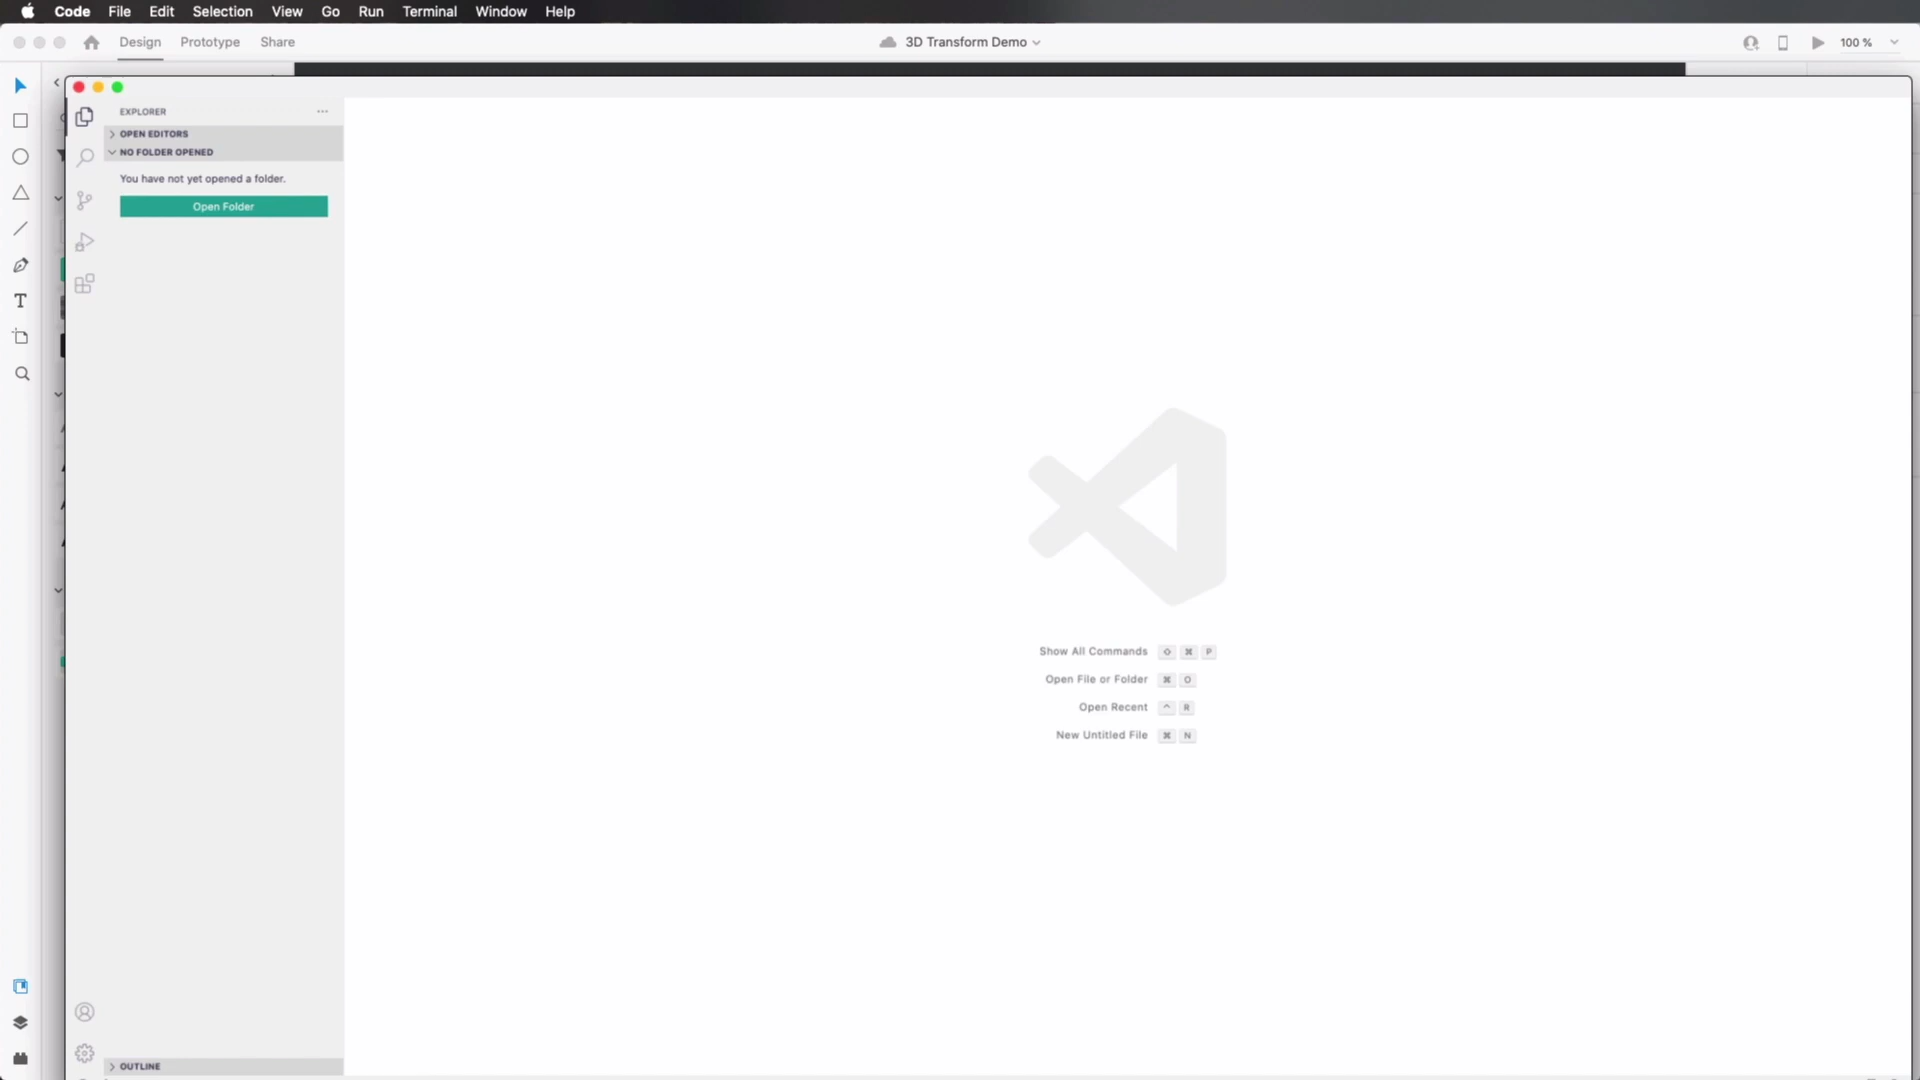 Code File Edit Selection View Go Run Terminal Window Help
Design Prototype Share
3D Transform Demo
100 %
EXPLORER
OPEN EDITORS
NO FOLDER OPENED
You have not yet opened a folder.
Open Folder
Show All Commands ⇧ ⌘ P
Open File or Folder ⌘ O
Open Recent ^ R
New Untitled File ⌘ N
OUTLINE